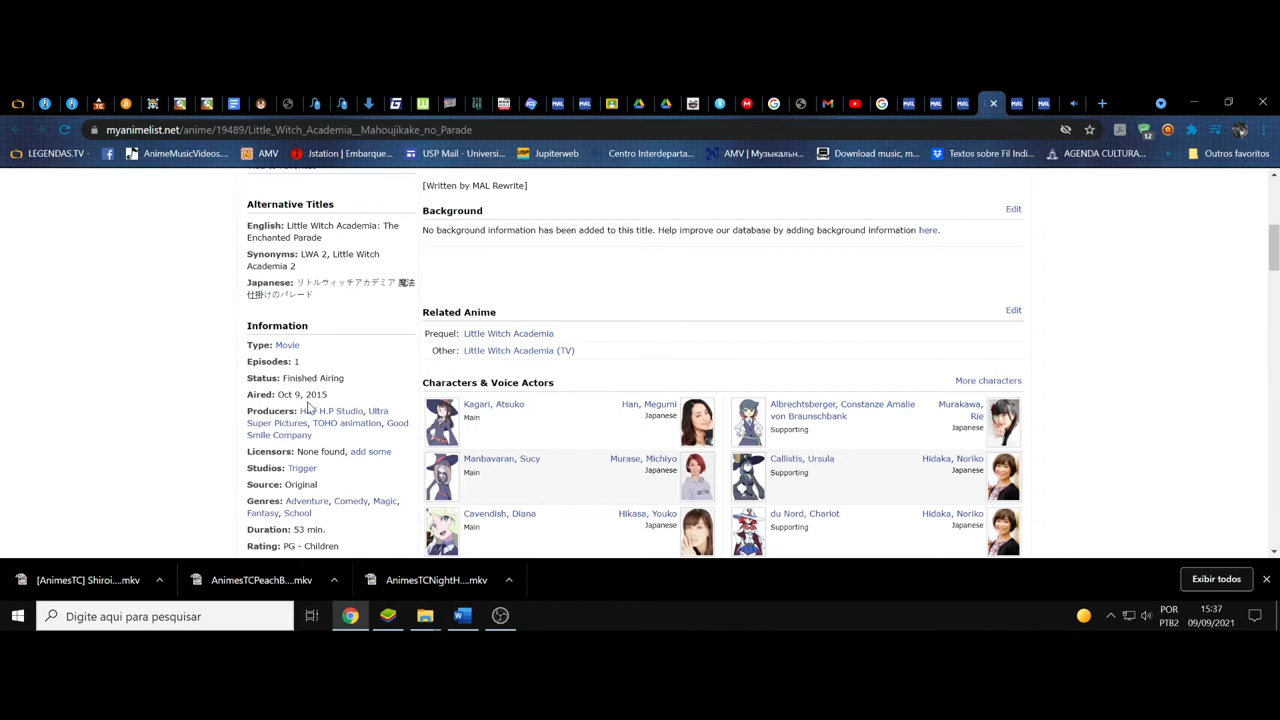 myanimelist.net/anime/19489/Little_Witch_Academia__Mahoujikake_no_Parade
12
LEGENDAS.TV -
AnimeMusicVideos...
AMV
Jstation | Embarque...
USP Mail - Universi...
Jupiterweb
Centro Interdeparta...
AMV | Музыкальн...
Download music, m...
Textos sobre Fil Indi...
AGENDA CULTURA...
»
Outros favoritos
[Written by MAL Rewrite]
Alternative Titles
English: Little Witch Academia: The
Enchanted Parade
Synonyms: LWA 2, Little Witch
Academia 2
Japanese: リトルウィッチアカデミア 魔法
仕掛けのパレード
Information
Type: Movie
Episodes: 1
Status: Finished Airing
Aired: Oct 9, 2015
Producers: H.P Studio, Ultra
Super Pictures, TOHO animation, Good
Smile Company
Licensors: None found, add some
Studios: Trigger
Source: Original
Genres: Adventure, Comedy, Magic,
Fantasy, School
Duration: 53 min.
Rating: PG - Children
Background
Edit
No background information has been added to this title. Help improve our database by adding background information here.
Related Anime
Edit
Prequel: Little Witch Academia
Other: Little Witch Academia (TV)
Characters & Voice Actors
More characters
Kagari, Atsuko
Main
Han, Megumi
Japanese
Albrechtsberger, Constanze Amalie
von Braunschbank
Supporting
Murakawa,
Rie
Japanese
Manbavaran, Sucy
Main
Murase, Michiyo
Japanese
Callistis, Ursula
Supporting
Hidaka, Noriko
Japanese
Cavendish, Diana
Main
Hikasa, Youko
Japanese
du Nord, Chariot
Supporting
Hidaka, Noriko
Japanese
[AnimesTC] Shiroi....mkv
AnimesTCPeachB....mkv
AnimesTCNightH....mkv
Exibir todos
Digite aqui para pesquisar
POR
PTB2
15:37
09/09/2021